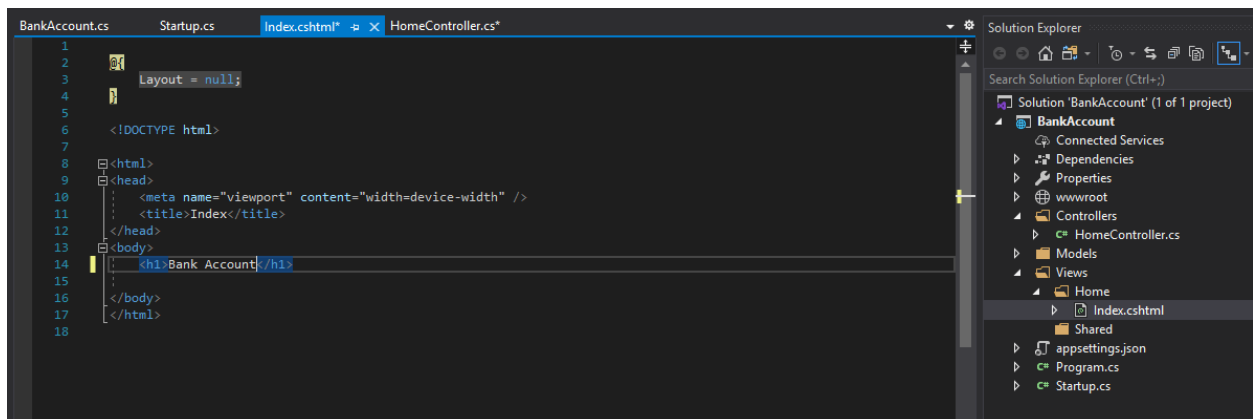 BankAccount.cs Startup.cs Index.cshtml* HomeController.cs*
1
2 @{
3 Layout = null;
4 }
5
6 <!DOCTYPE html>
7
8 <html>
9 <head>
10 <meta name="viewport" content="width=device-width" />
11 <title>Index</title>
12 </head>
13 <body>
14 <h1>Bank Account</h1>
15
16 </body>
17 </html>
18
Solution Explorer
Search Solution Explorer (Ctrl+;)
Solution 'BankAccount' (1 of 1 project)
BankAccount
Connected Services
Dependencies
Properties
wwwroot
Controllers
C# HomeController.cs
Models
Views
Home
Index.cshtml
Shared
appsettings.json
C# Program.cs
C# Startup.cs